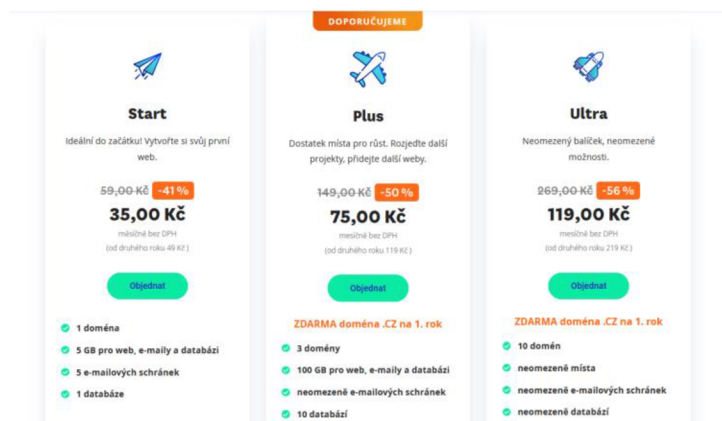 DOPORUČUJEME
Start
Ideální do začátku! Vytvořte si svůj první
web.
59,00 Kč -41 %
35,00 Kč
měsíčně bez DPH
(od druhého roku 49 Kč )
Objednat
1 doména
5 GB pro web, e-maily a databázi
5 e-mailových schránek
1 databáze
Plus
Dostatek místa pro růst. Rozjeďte další
projekty, přidejte další weby.
149,00 Kč -50 %
75,00 Kč
měsíčně bez DPH
(od druhého roku 119 Kč )
Objednat
ZDARMA doména .CZ na 1. rok
3 domény
100 GB pro web, e-maily a databázi
neomezeně e-mailových schránek
10 databází
Ultra
Neomezený balíček, neomezené
možnosti.
269,00 Kč -56 %
119,00 Kč
měsíčně bez DPH
(od druhého roku 219 Kč )
Objednat
ZDARMA doména .CZ na 1. rok
10 domén
neomezeně místa
neomezeně e-mailových schránek
neomezeně databází